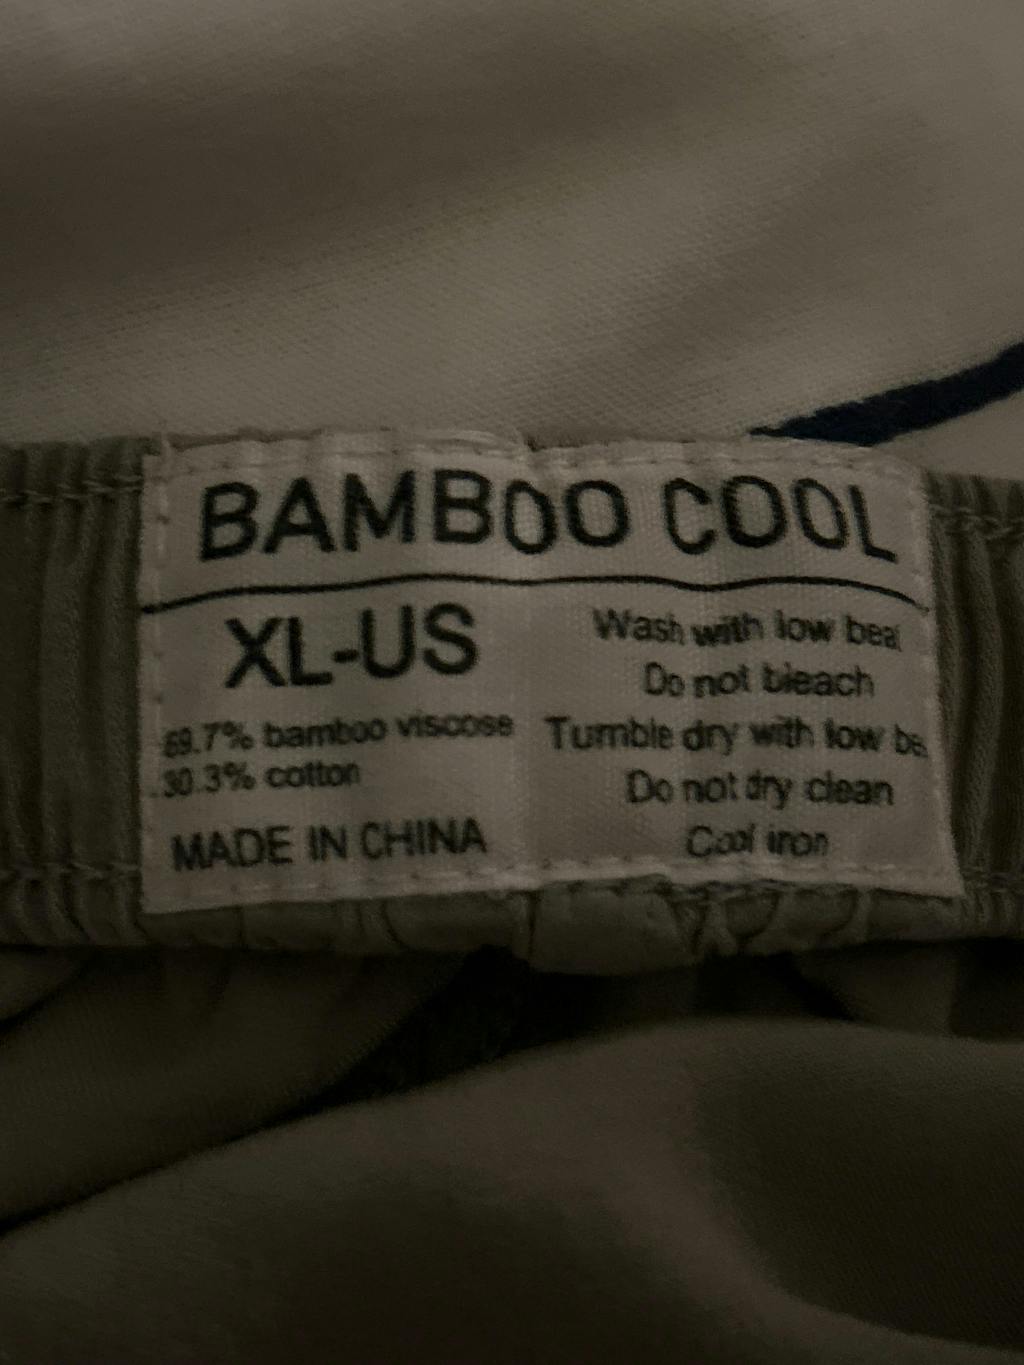 BAMBOO COOL
XL-US
69.7% bamboo viscose
30.3% cotton
MADE IN CHINA
Wash with low
Do not bleach
Tumble dry with low
Do not dry clean
Cool iron